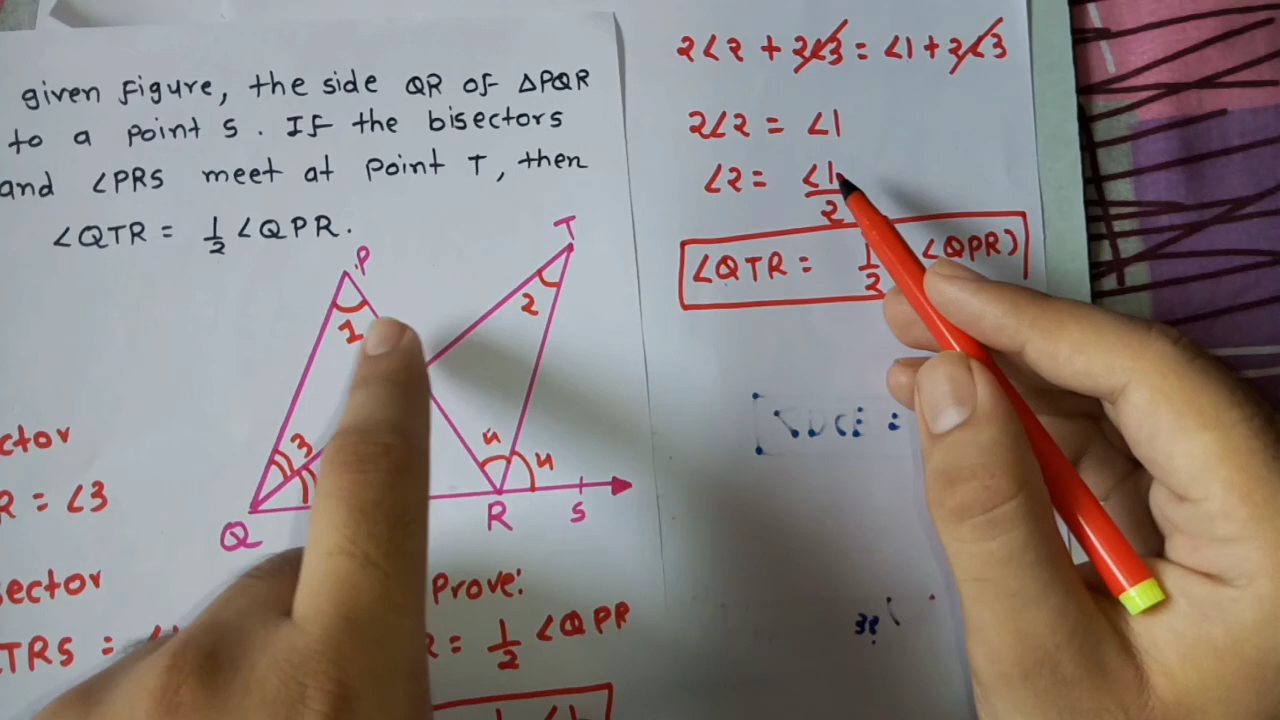 given figure, the side QR of ΔPQR
to a point S. If the bisectors
and ∠PRS meet at point T, then
∠QTR = 1/2 ∠QPR.
P
T
1
2
3
4
4
Q
R
S
ctor
R = ∠3
sector
TRS =
Prove:
= 1/2 ∠QPR
2∠2 + 2∠3 = ∠1 + 2∠3
2∠2 = ∠1
∠2 = ∠1/2
∠QTR = 1/2 ∠QPR)